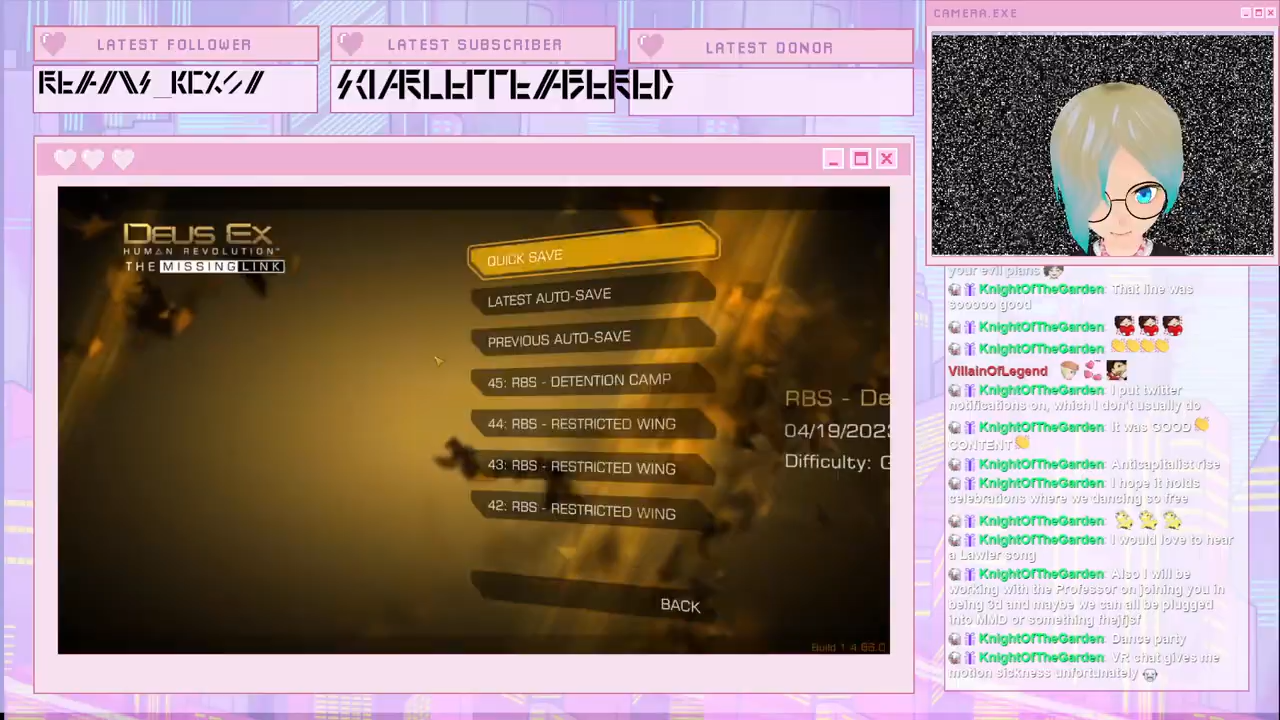 LATEST FOLLOWER
LATEST SUBSCRIBER
LATEST DONOR
CAMERA.EXE
DEUS EX
HUMAN REVOLUTION
THE MISSING LINK
QUICK SAVE
LATEST AUTO-SAVE
PREVIOUS AUTO-SAVE
45: RBS - DETENTION CAMP
44: RBS - RESTRICTED WING
43: RBS - RESTRICTED WING
42: RBS - RESTRICTED WING
BACK
RBS - De
04/19/202
Difficulty: G
your evil plans
KnightOfTheGarden: That line was
sooooo good
KnightOfTheGarden:
KnightOfTheGarden:
VillainOfLegend
KnightOfTheGarden: I put twitter
notifications on, which I don't usually do
KnightOfTheGarden: It was GOOD
CONTENT
KnightOfTheGarden: Anticapitalist rise
KnightOfTheGarden: I hope it holds
celebrations where we dancing so free
KnightOfTheGarden:
KnightOfTheGarden: I would love to hear
a Lawler song
KnightOfTheGarden: Also I will be
working with the Professor on joining you in
being 3d and maybe we can all be plugged
into MMD or something fhejfjsf
KnightOfTheGarden: Dance party
KnightOfTheGarden: VR chat gives me
motion sickness unfortunately